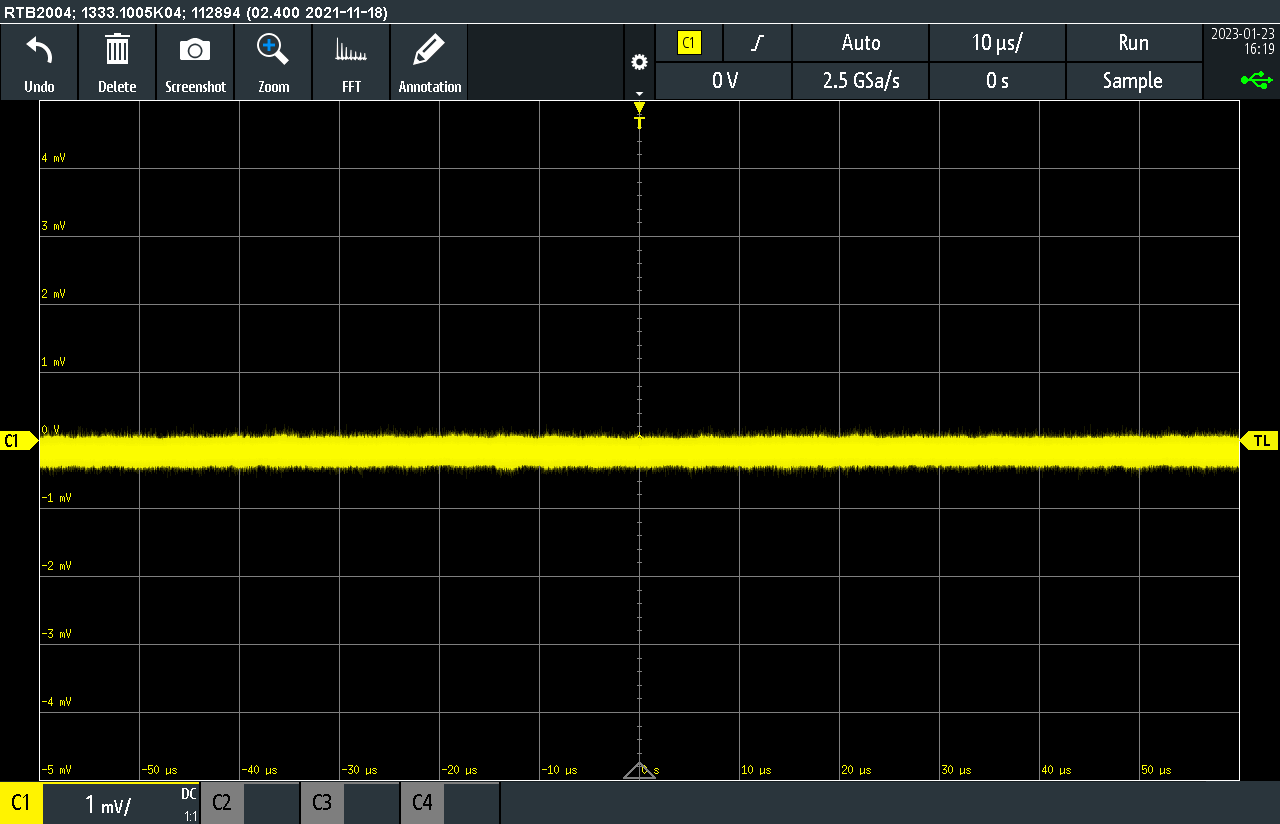 RTB2004; 1333.1005K04; 112894 (02.400 2021-11-18)
Undo
Delete
Screenshot
Zoom
FFT
Annotation
C1
Auto
10 µs/
Run
0 V
2.5 GSa/s
0 s
Sample
2023-01-23
16:19
T
4 mV
3 mV
2 mV
1 mV
0 V
C1
TL
-1 mV
-2 mV
-3 mV
-4 mV
-5 mV
-50 µs
-40 µs
-30 µs
-20 µs
-10 µs
0 s
10 µs
20 µs
30 µs
40 µs
50 µs
C1
1 mV/
DC
1:1
C2
C3
C4